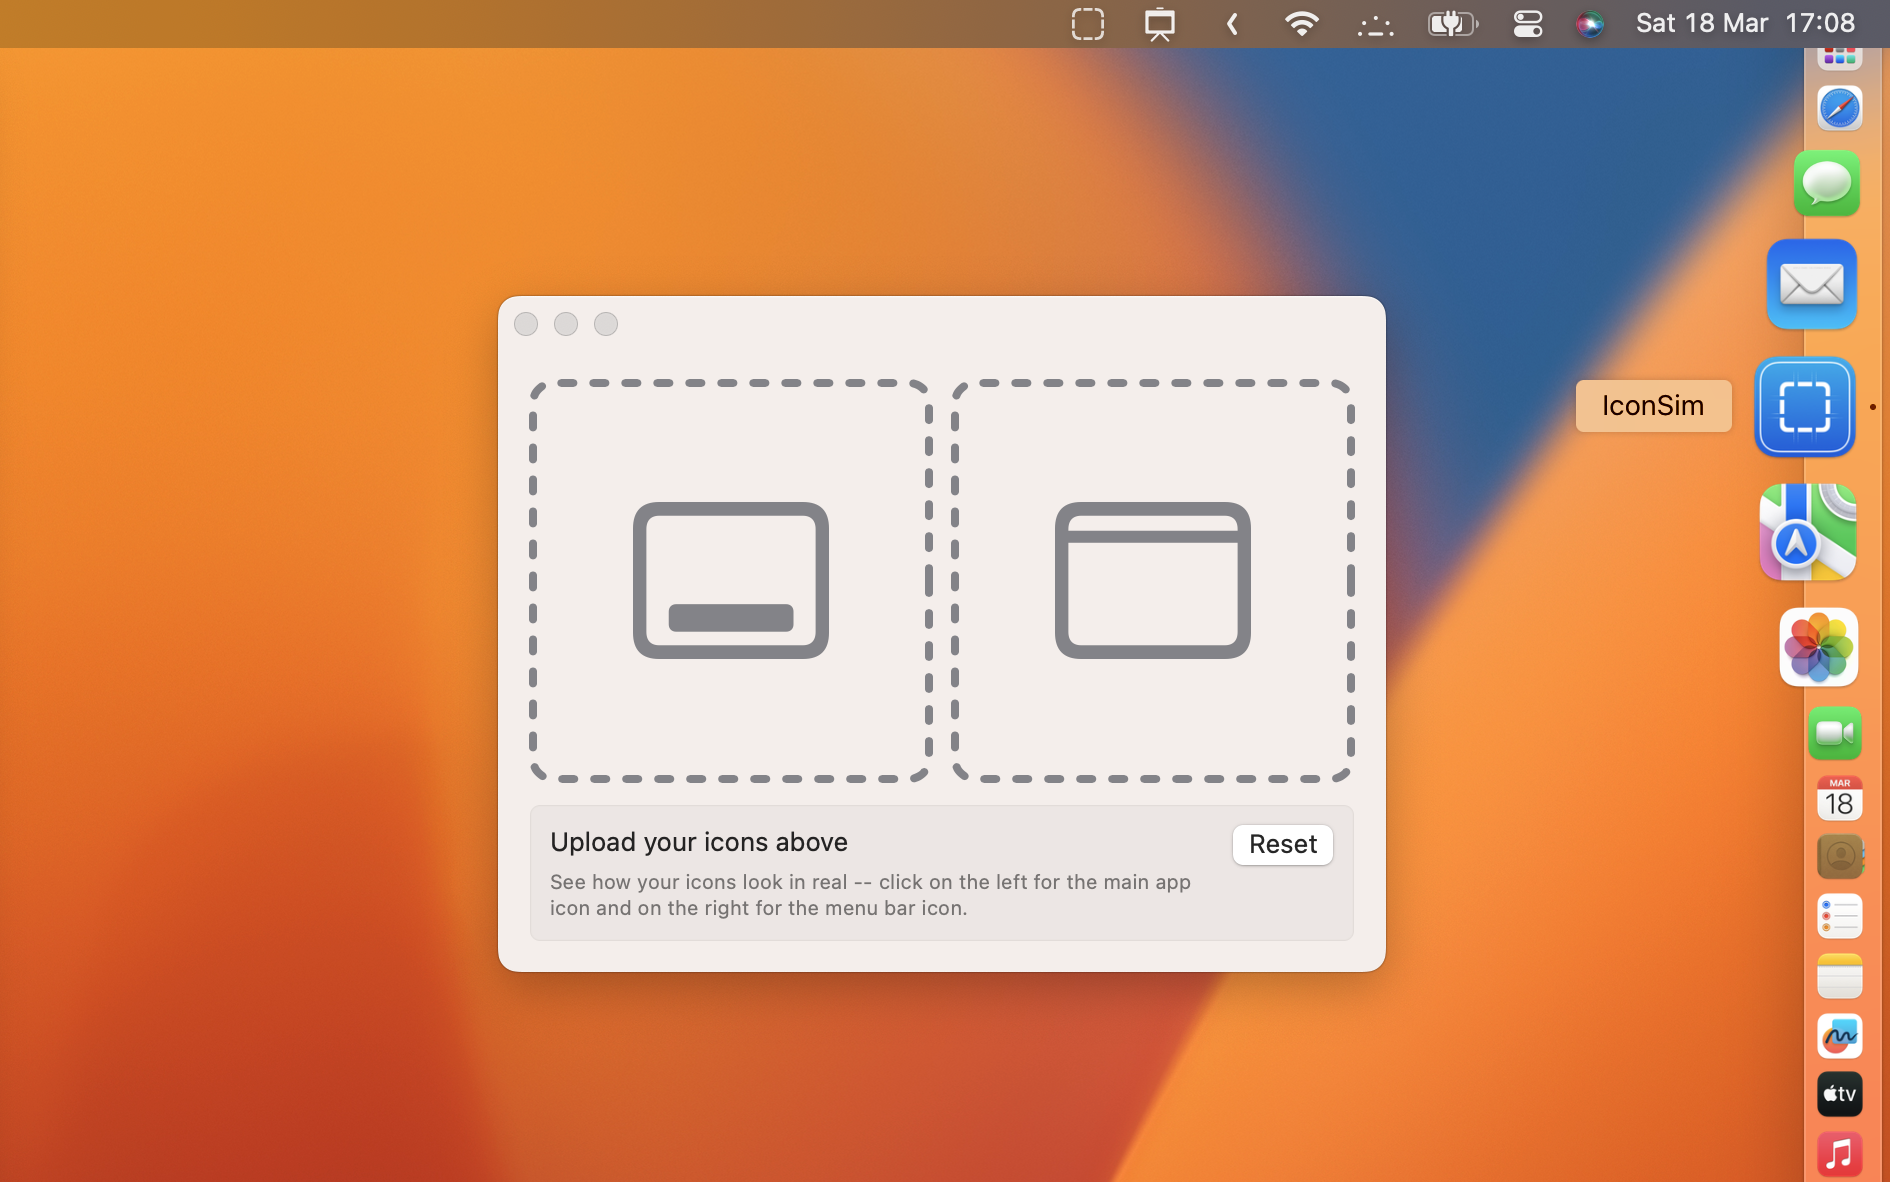 Sat 18 Mar 17:08
IconSim
MAR
18
Upload your icons above
Reset
See how your icons look in real -- click on the left for the main app
icon and on the right for the menu bar icon.
tv